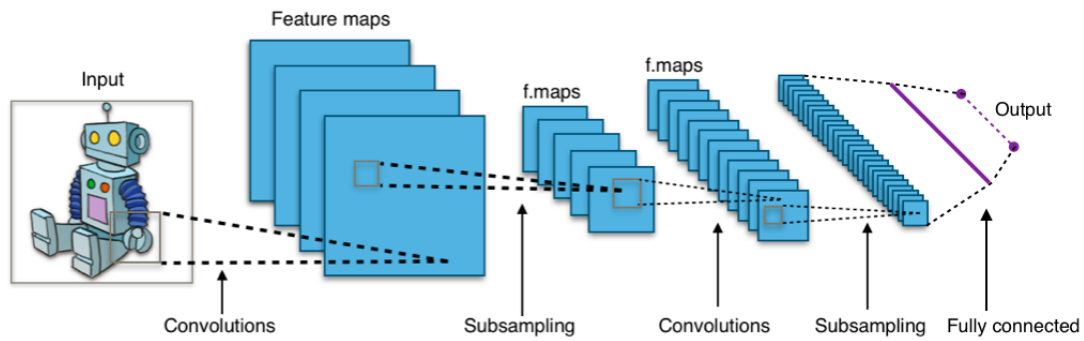 Feature maps
Input
f.maps
f.maps
Output
Convolutions
Subsampling
Convolutions
Subsampling
Fully connected